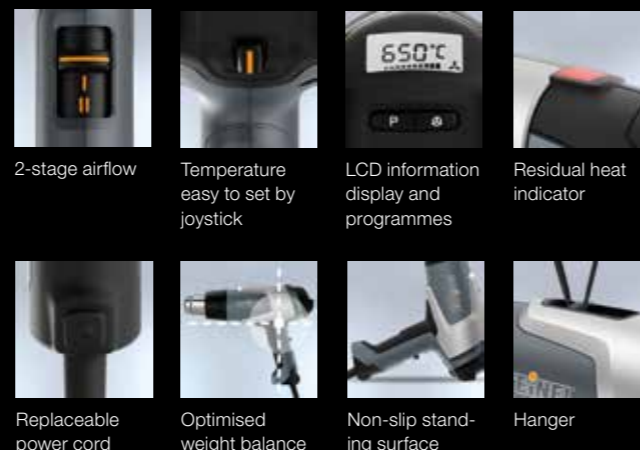 650°C
P
2-stage airflow
Temperature
easy to set by
joystick
LCD information
display and
programmes
Residual heat
indicator
Replaceable
power cord
Optimised
weight balance
Non-slip stand-
ing surface
Hanger